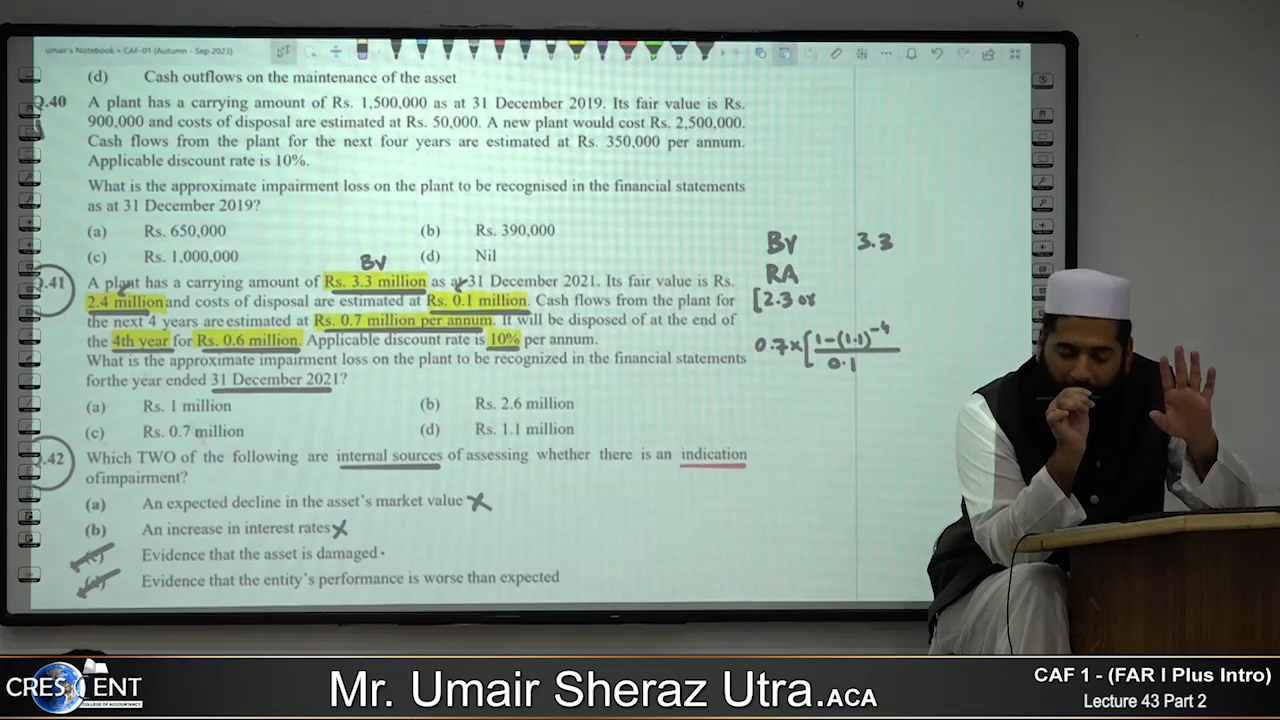 umair's Notebook » CAF-01 (Autumn - Sep 2023)
(d) Cash outflows on the maintenance of the asset
Q.40 A plant has a carrying amount of Rs. 1,500,000 as at 31 December 2019. Its fair value is Rs.
900,000 and costs of disposal are estimated at Rs. 50,000. A new plant would cost Rs. 2,500,000.
Cash flows from the plant for the next four years are estimated at Rs. 350,000 per annum.
Applicable discount rate is 10%.
What is the approximate impairment loss on the plant to be recognised in the financial statements
as at 31 December 2019?
(a) Rs. 650,000 (b) Rs. 390,000
(c) Rs. 1,000,000 (d) Nil
BV
.41 A plant has a carrying amount of Rs. 3.3 million as at 31 December 2021. Its fair value is Rs.
2.4 million and costs of disposal are estimated at Rs. 0.1 million. Cash flows from the plant for
the next 4 years are estimated at Rs. 0.7 million per annum. It will be disposed of at the end of
the 4th year for Rs. 0.6 million. Applicable discount rate is 10% per annum.
What is the approximate impairment loss on the plant to be recognized in the financial statements
forthe year ended 31 December 2021?
(a) Rs. 1 million (b) Rs. 2.6 million
(c) Rs. 0.7 million (d) Rs. 1.1 million
.42 Which TWO of the following are internal sources of assessing whether there is an indication
ofimpairment?
(a) An expected decline in the asset's market value
(b) An increase in interest rates
(c) Evidence that the asset is damaged
(d) Evidence that the entity's performance is worse than expected
BV 3.3
RA
[2.3 or
0.7×[1-(1.1)^-4
0.1
CRESCENT
COLLEGE OF ACCOUNTANCY
Mr. Umair Sheraz Utra.ACA
CAF 1 - (FAR I Plus Intro)
Lecture 43 Part 2